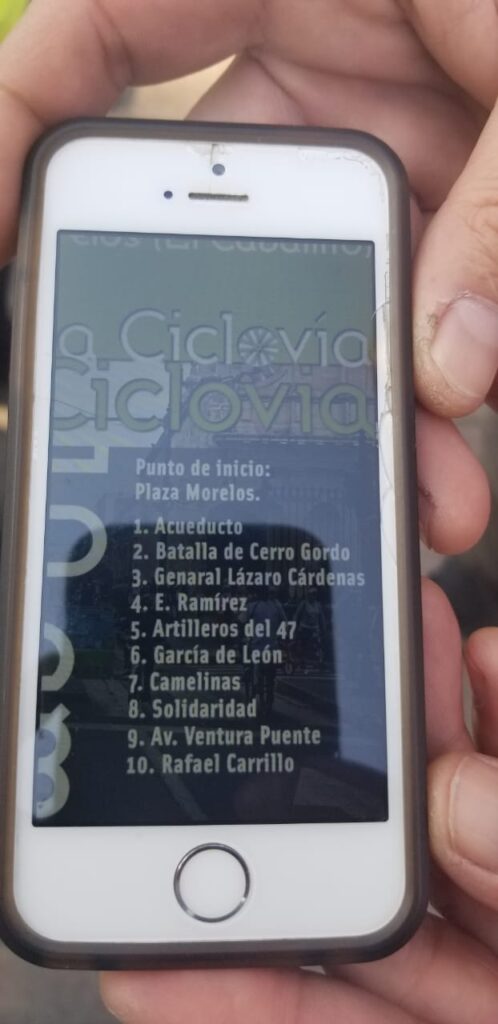 (El Caballito)
Ciclovía
Ciclovía
Punto de inicio:
Plaza Morelos.
1. Acueducto
2. Batalla de Cerro Gordo
3. Genaral Lázaro Cárdenas
4. E. Ramírez
5. Artilleros del 47
6. García de León
7. Camelinas
8. Solidaridad
9. Av. Ventura Puente
10. Rafael Carrillo